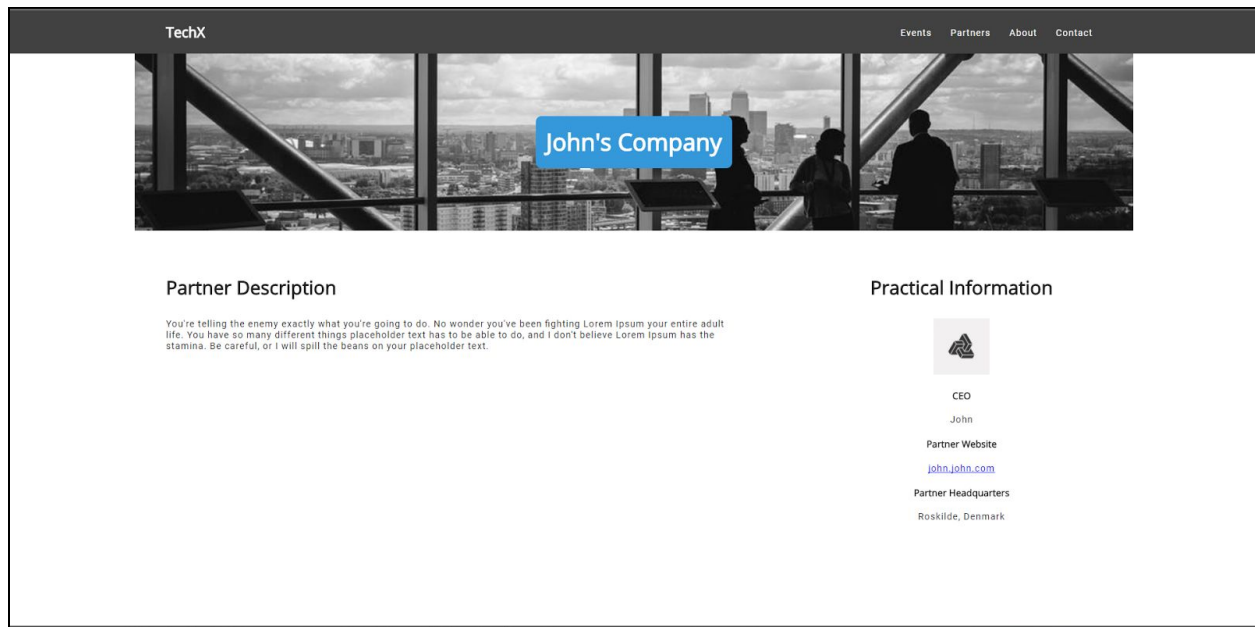 TechX
Events Partners About Contact
John's Company
Partner Description
You're telling the enemy exactly what you're going to do. No wonder you've been fighting Lorem Ipsum your entire adult
life. You have so many different things placeholder text has to be able to do, and I don't believe Lorem Ipsum has the
stamina. Be careful, or I will spill the beans on your placeholder text.
Practical Information
CEO
John
Partner Website
john.john.com
Partner Headquarters
Roskilde, Denmark